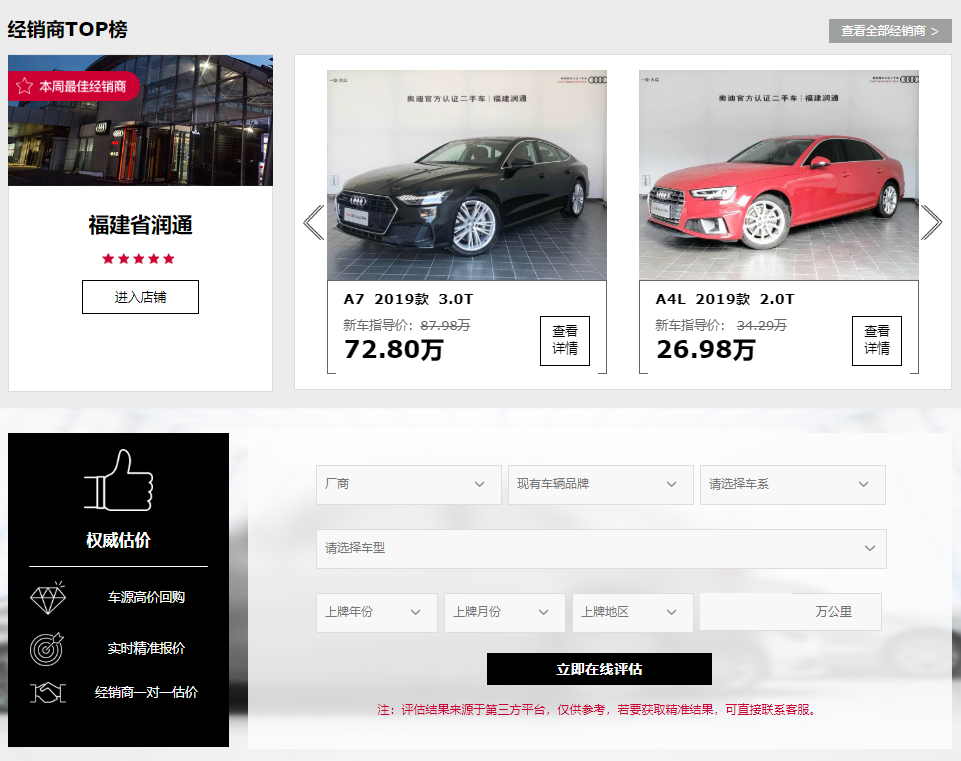 经销商TOP榜
查看全部经销商 >
本周最佳经销商
福建省润通
进入店铺
奥迪官方认证二手车 | 福建润通
A7 2019款 3.0T
新车指导价：87.98万
72.80万
查看
详情
奥迪官方认证二手车 | 福建润通
A4L 2019款 2.0T
新车指导价： 34.29万
26.98万
查看
详情
权威估价
车源高价回购
实时精准报价
经销商一对一估价
厂商
现有车辆品牌
请选择车系
请选择车型
上牌年份
上牌月份
上牌地区
万公里
立即在线评估
注：评估结果来源于第三方平台，仅供参考，若要获取精准结果，可直接联系客服。